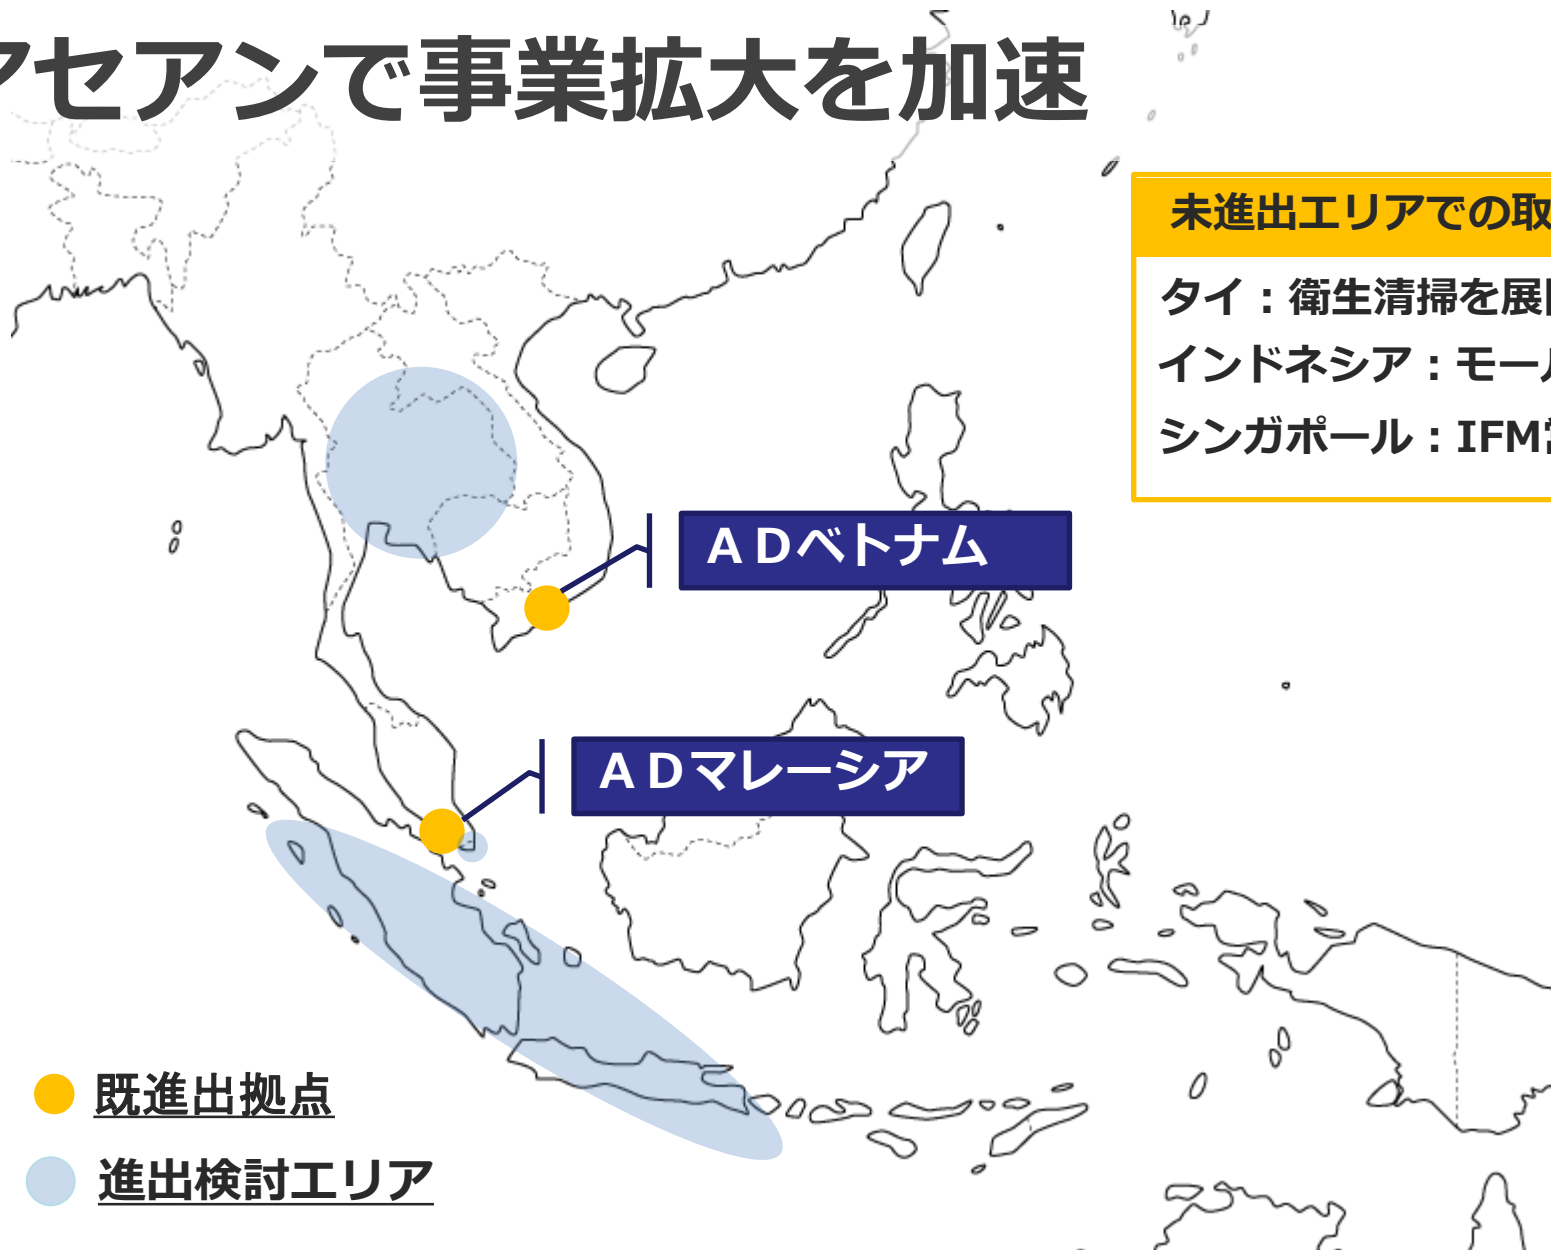 アセアンで事業拡大を加速
未進出エリアでの取
タイ：衛生清掃を展
インドネシア：モール
シンガポール：IFM
ＡＤベトナム
ＡＤマレーシア
既進出拠点
進出検討エリア